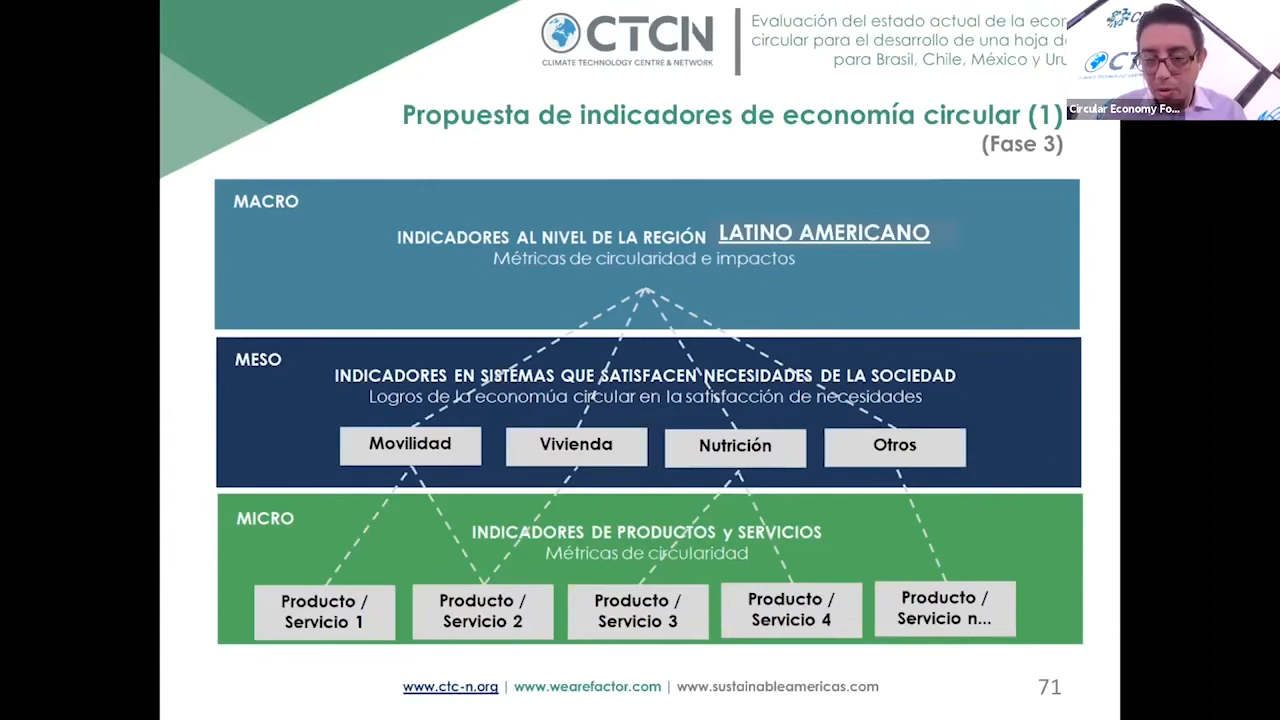 CTCN
CLIMATE TECHNOLOGY CENTRE & NETWORK
Evaluación del estado actual de la
circular para el desarrollo de una hoja
para Brasil, Chile, México y
Circular Economy Fo...
Propuesta de indicadores de economía circular (1)
(Fase 3)
MACRO
INDICADORES AL NIVEL DE LA REGIÓN LATINO AMERICANO
Métricas de circularidad e impactos
MESO
INDICADORES EN SISTEMAS QUE SATISFACEN NECESIDADES DE LA SOCIEDAD
Logros de la economúa circular en la satisfacción de necesidades
Movilidad
Vivienda
Nutrición
Otros
MICRO
INDICADORES DE PRODUCTOS y SERVICIOS
Métricas de circularidad
Producto /
Servicio 1
Producto /
Servicio 2
Producto /
Servicio 3
Producto /
Servicio 4
Producto /
Servicio n...
www.ctc-n.org | www.wearefactor.com | www.sustainableamericas.com
71